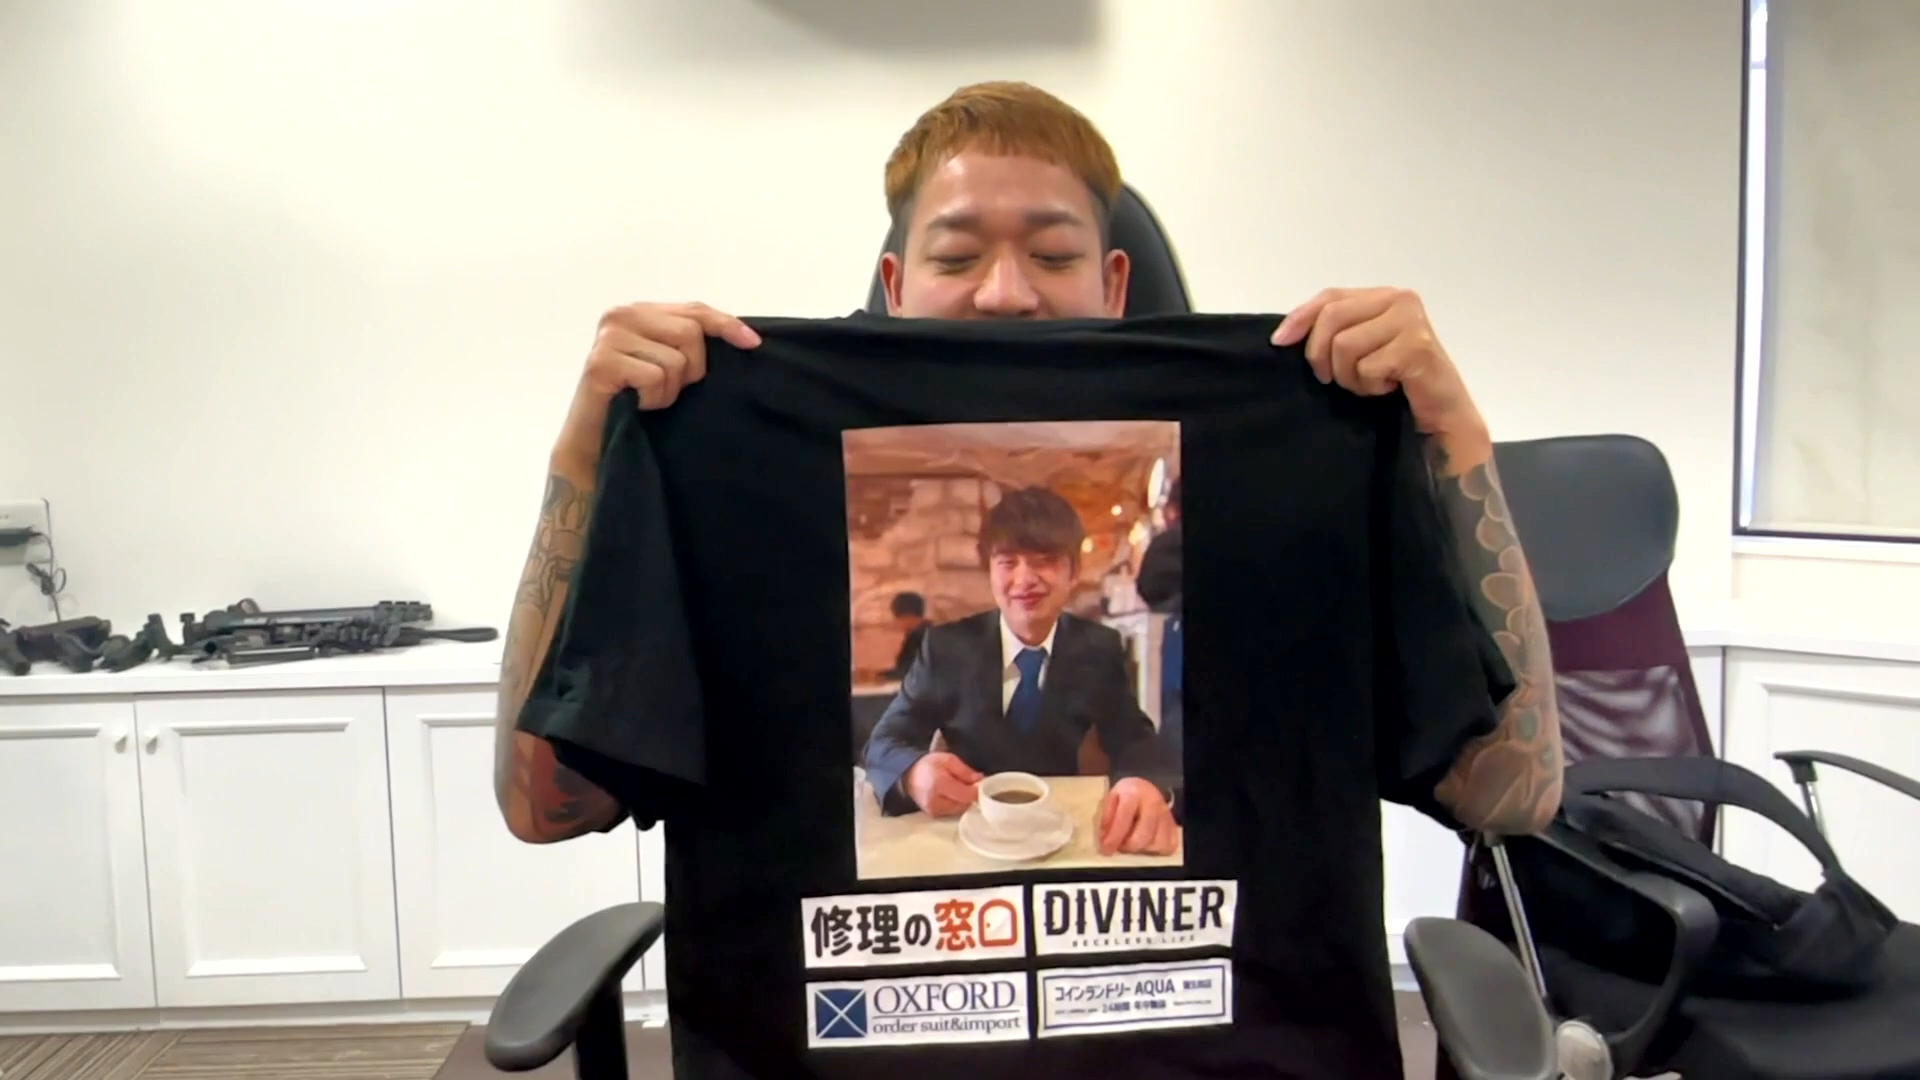 修理の窓口
DIVINER
RECKLESS LIFE
OXFORD
order suit&import
コインランドリー AQUA
24時間 年中無休